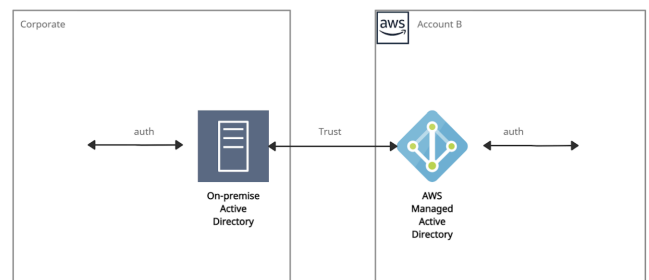 Corporate
aws
Account B
auth
Trust
auth
On-premise
Active
Directory
AWS
Managed
Active
Directory